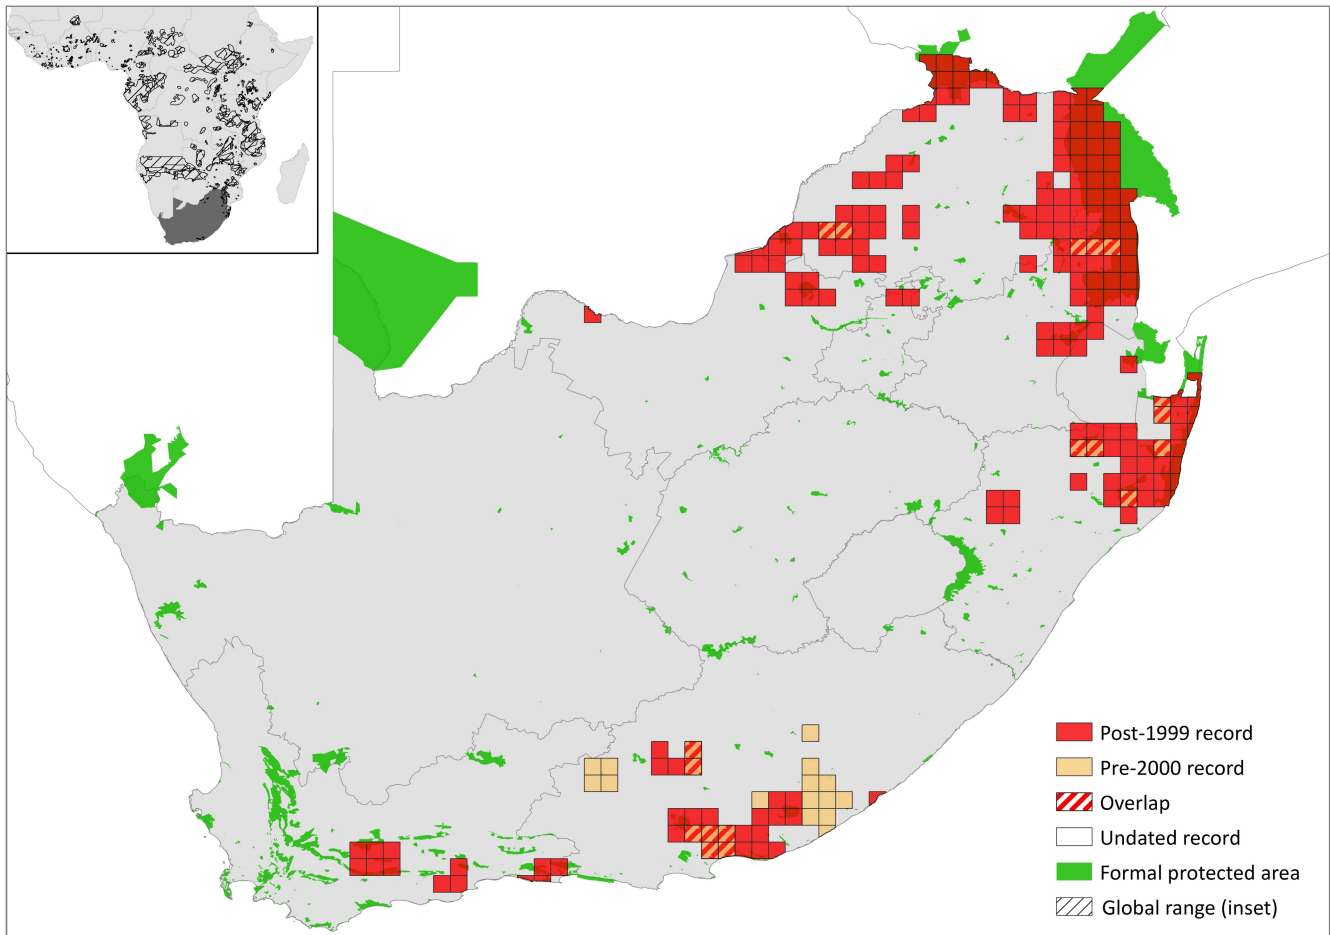 Post-1999 record
Pre-2000 record
Overlap
Undated record
Formal protected area
Global range (inset)